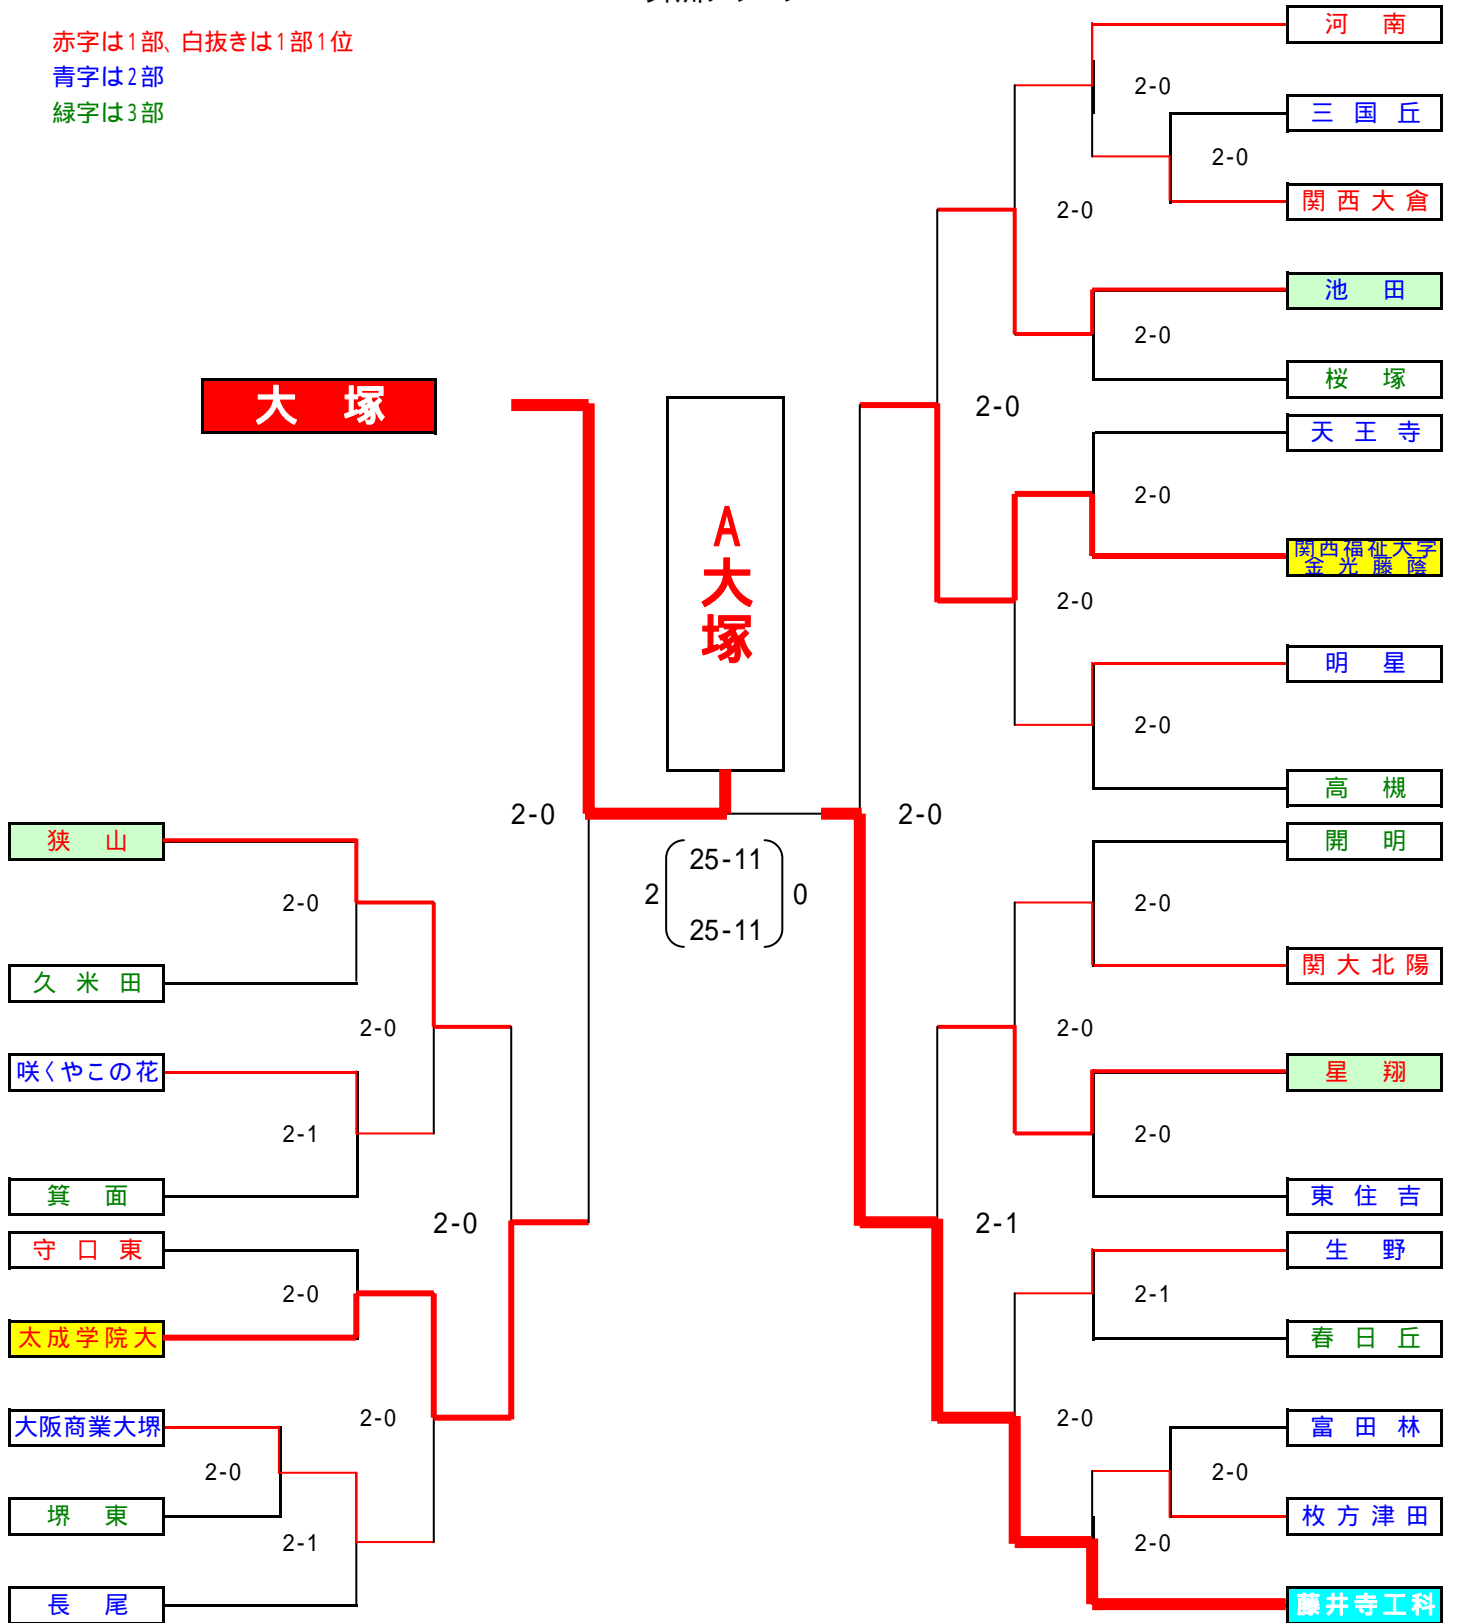 赤字は1部、白抜きは1部1位
青字は2部
緑字は3部
大 塚
A大塚
2-0
25-11
2
0
25-11
狭 山
2-0
久 米 田
2-0
咲くやこの花
2-1
箕 面
2-0
守 口 東
2-0
太成学院大
2-0
大阪商業大堺
2-0
堺 東
2-1
長 尾
河 南
2-0
三 国 丘
2-0
関 西 大 倉
2-0
池 田
2-0
桜 塚
2-0
天 王 寺
2-0
関西福祉大学
金 光 藤 蔭
2-0
明 星
2-0
高 槻
2-0
開 明
2-0
関 大 北 陽
2-0
星 翔
2-0
東 住 吉
2-1
生 野
2-1
春 日 丘
2-0
富 田 林
2-0
枚 方 津 田
2-0
藤井寺工科